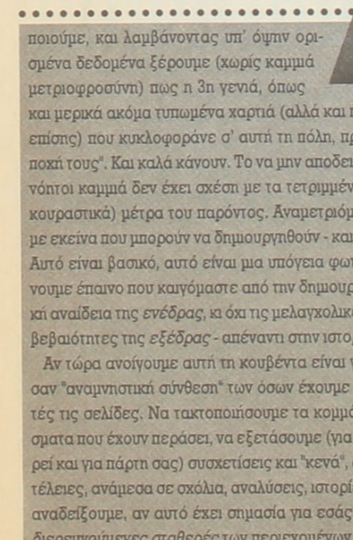 ποιούμε, και λαμβάνοντας υπ' όψην ορι-
σμένα δεδομένα ξέρουμε (χωρίς καμμιά
μετριοφροσύνη) πως η 3η γενιά, όπως
και μερικά ακόμα τυπωμένα χαρτιά (αλλά και
επίσης) που κυκλοφοράνε σ' αυτή τη πόλη,
ποχή τους". Και καλά κάνουν. Το να μην αποδει
νόητοι καμμιά δεν έχει σχέση με τα τετριμμέν
κουραστικά) μέτρα του παρόντος. Αναμετριόμ
με εκείνα που μπορούν να δημιουργηθούν - και
Αυτό είναι βασικό, αυτό είναι μια υπόγεια φω
νουμε έπαινο που καιγόμαστε από την δημιουρ
κή αναίδεια της ενέδρας, κι όχι τις μελαγχολικ
βεβαιότητες της εξέδρας - απέναντι στην ιστο
Αν τώρα ανοίγουμε αυτή τη κουβέντα είναι
σαν "αναμνηστική σύνθεση" των όσων έχουμε
τές τις σελίδες. Να τακτοποιήσουμε τα κομμ
σματα που έχουν περάσει, να εξετάσουμε (για
ρεί και για πάρτη σας) συσχετίσεις και "κενά",
τέλειες, ανάμεσα σε σχόλια, αναλύσεις, ιστορί
αναδείξουμε, αν αυτό έχει σημασία για εσάς
διερευνούμενες σταθερές των περιεχομένων